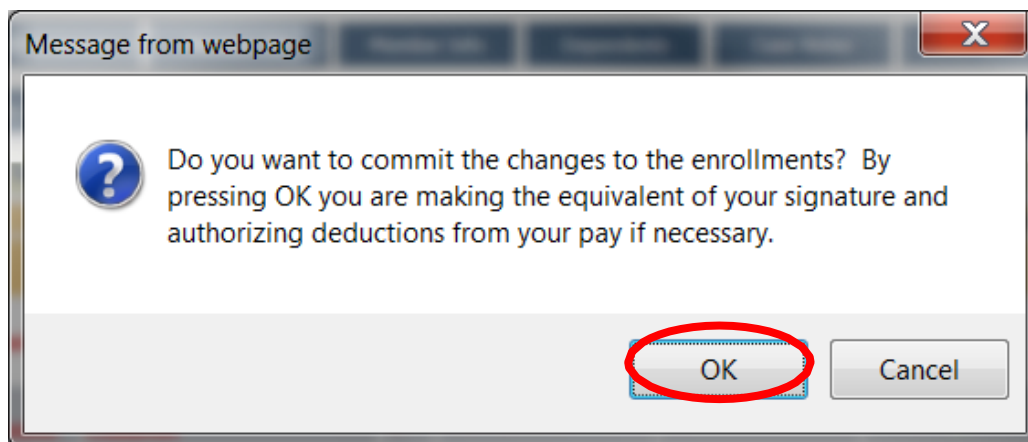 Message from webpage
X
?
Do you want to commit the changes to the enrollments?  By
pressing OK you are making the equivalent of your signature and
authorizing deductions from your pay if necessary.
OK
Cancel